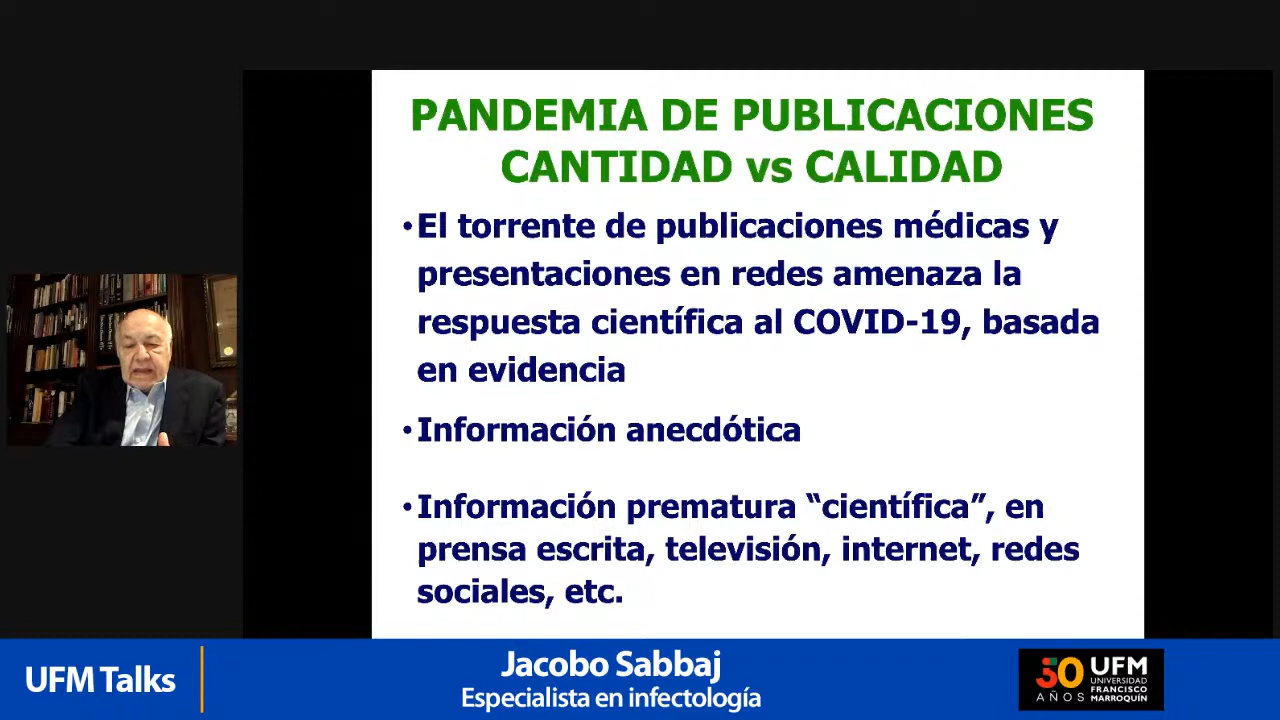 PANDEMIA DE PUBLICACIONES
CANTIDAD vs CALIDAD
•El torrente de publicaciones médicas y
presentaciones en redes amenaza la
respuesta científica al COVID-19, basada
en evidencia
•Información anecdótica
•Información prematura “científica”, en
prensa escrita, televisión, internet, redes
sociales, etc.
UFM Talks
Jacobo Sabbaj
Especialista en infectología
50
AÑOS
UFM
UNIVERSIDAD
FRANCISCO
MARROQUÍN